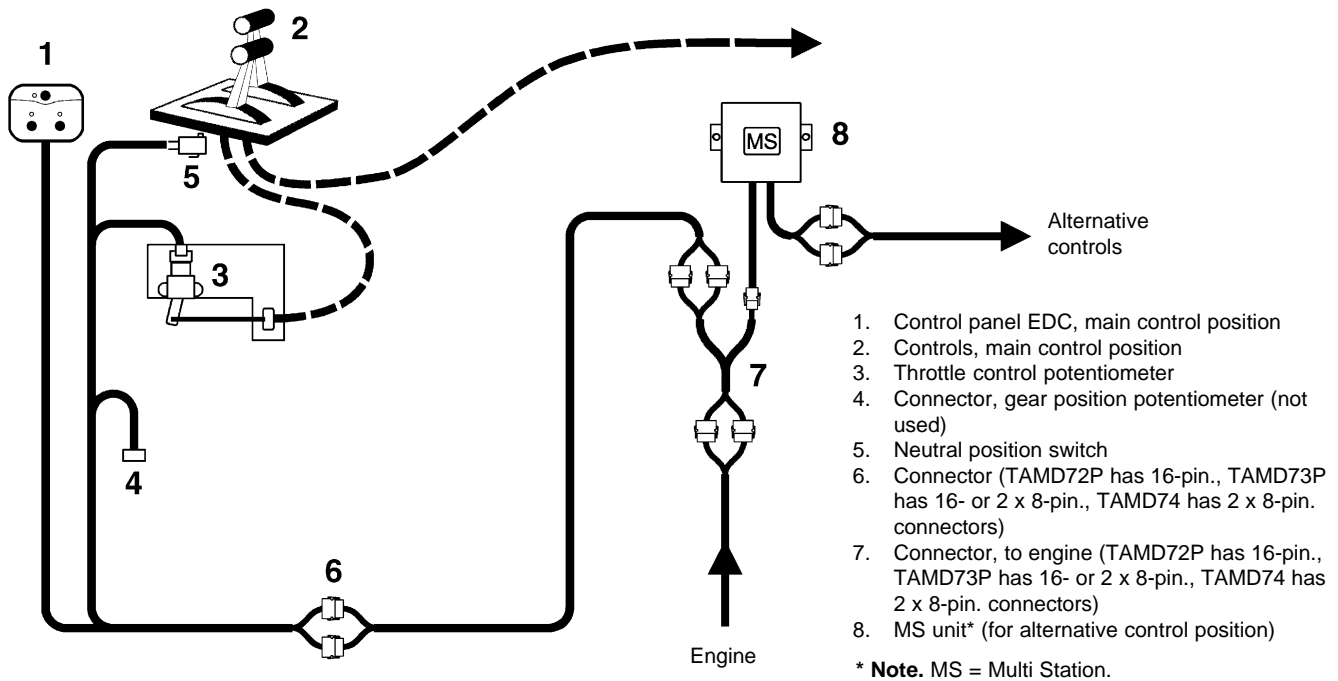 1
2
3
4
5
6
7
8
MS
Alternative
controls
Engine
1. Control panel EDC, main control position
2. Controls, main control position
3. Throttle control potentiometer
4. Connector, gear position potentiometer (not
used)
5. Neutral position switch
6. Connector (TAMD72P has 16-pin., TAMD73P
has 16- or 2 x 8-pin., TAMD74 has 2 x 8-pin.
connectors)
7. Connector, to engine (TAMD72P has 16-pin.,
TAMD73P has 16- or 2 x 8-pin., TAMD74 has
2 x 8-pin. connectors)
8. MS unit* (for alternative control position)
* Note. MS = Multi Station.